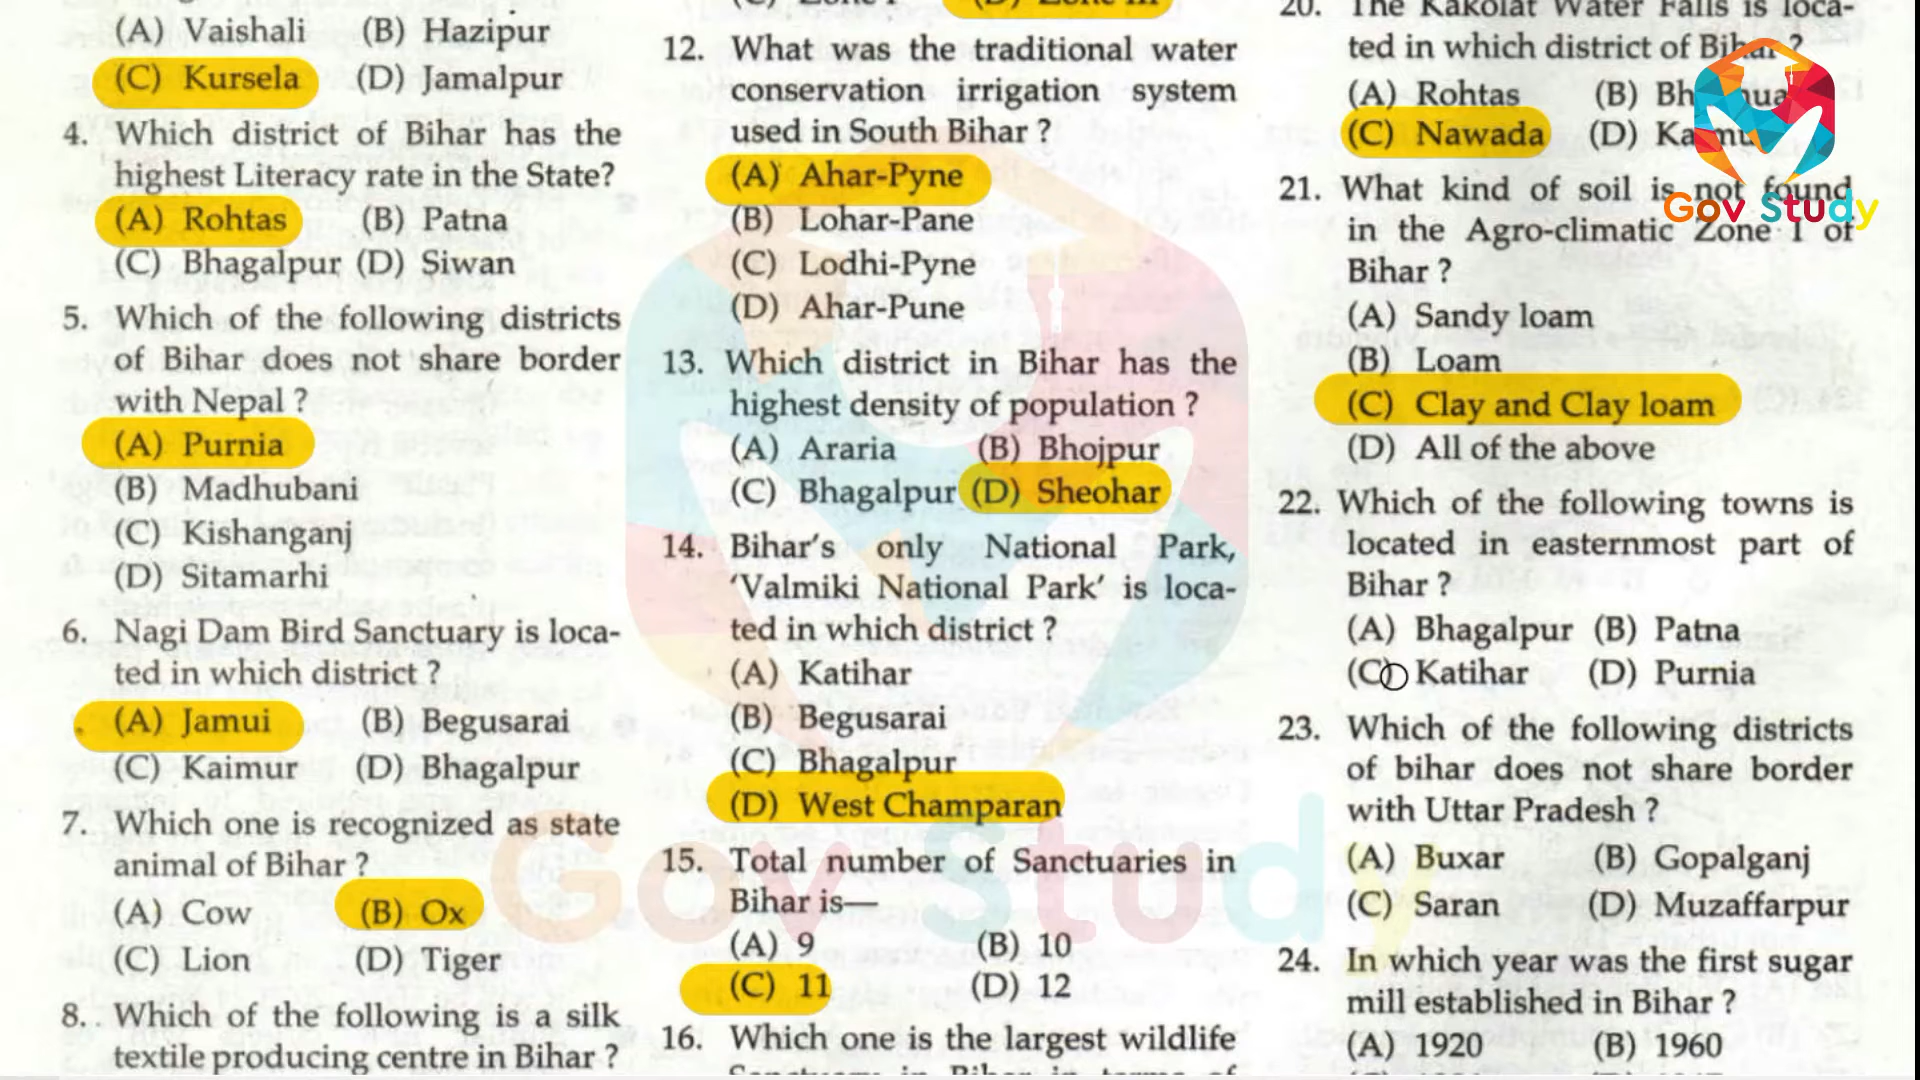 (A) Vaishali (B) Hazipur
(C) Kursela (D) Jamalpur
4. Which district of Bihar has the
highest Literacy rate in the State?
(A) Rohtas (B) Patna
(C) Bhagalpur (D) Siwan
5. Which of the following districts
of Bihar does not share border
with Nepal ?
(A) Purnia
(B) Madhubani
(C) Kishanganj
(D) Sitamarhi
6. Nagi Dam Bird Sanctuary is loca-
ted in which district ?
(A) Jamui (B) Begusarai
(C) Kaimur (D) Bhagalpur
7. Which one is recognized as state
animal of Bihar ?
(A) Cow (B) Ox
(C) Lion (D) Tiger
8. Which of the following is a silk
textile producing centre in Bihar ?
12. What was the traditional water
conservation irrigation system
used in South Bihar ?
(A) Ahar-Pyne
(B) Lohar-Pane
(C) Lodhi-Pyne
(D) Ahar-Pune
13. Which district in Bihar has the
highest density of population ?
(A) Araria (B) Bhojpur
(C) Bhagalpur (D) Sheohar
14. Bihar's only National Park,
'Valmiki National Park' is loca-
ted in which district ?
(A) Katihar
(B) Begusarai
(C) Bhagalpur
(D) West Champaran
15. Total number of Sanctuaries in
Bihar is—
(A) 9 (B) 10
(C) 11 (D) 12
16. Which one is the largest wildlife
20. The Kakolat Water Falls is loca-
ted in which district of Bihar ?
(A) Rohtas (B)
(C) Nawada (D)
21. What kind of soil is not found
in the Agro-climatic Zone I of
Bihar ?
(A) Sandy loam
(B) Loam
(C) Clay and Clay loam
(D) All of the above
22. Which of the following towns is
located in easternmost part of
Bihar ?
(A) Bhagalpur (B) Patna
(C) Katihar (D) Purnia
23. Which of the following districts
of bihar does not share border
with Uttar Pradesh ?
(A) Buxar (B) Gopalganj
(C) Saran (D) Muzaffarpur
24. In which year was the first sugar
mill established in Bihar ?
(A) 1920 (B) 1960
Gov Study
Gov Study